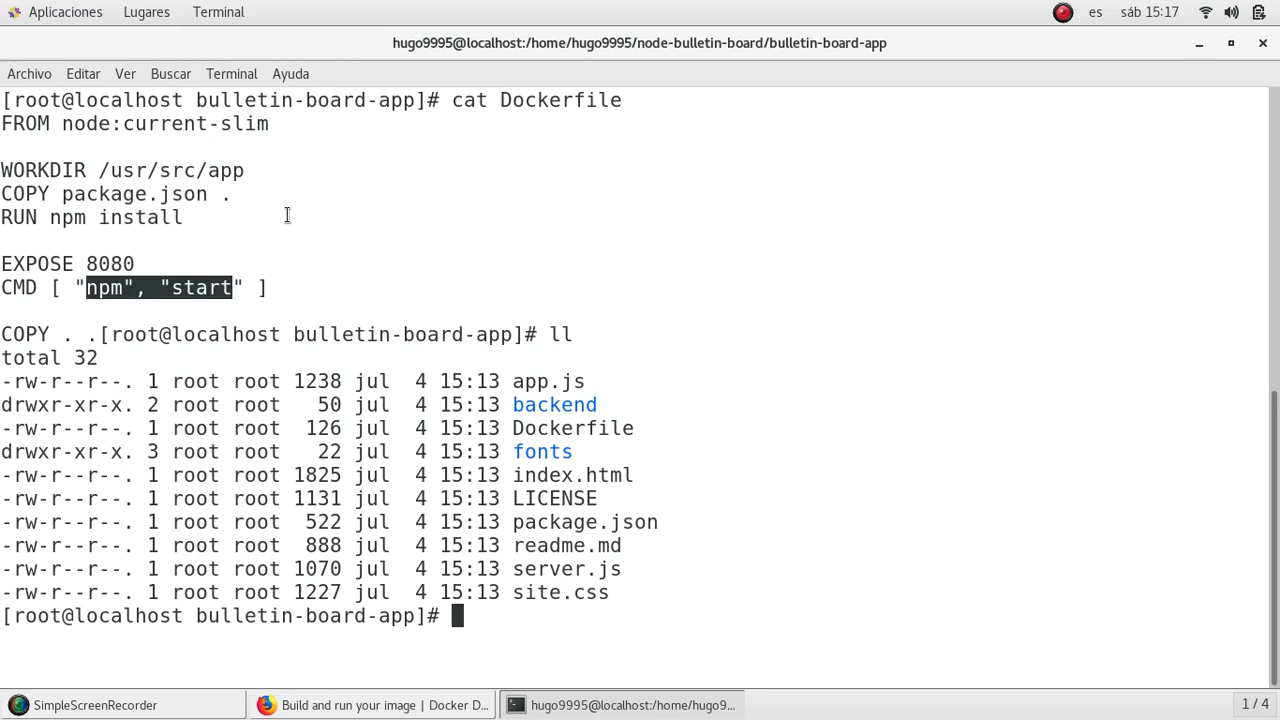 Aplicaciones Lugares Terminal es sáb 15:17
hugo9995@localhost:/home/hugo9995/node-bulletin-board/bulletin-board-app
Archivo Editar Ver Buscar Terminal Ayuda
[root@localhost bulletin-board-app]# cat Dockerfile
FROM node:current-slim
WORKDIR /usr/src/app
COPY package.json .
RUN npm install
EXPOSE 8080
CMD [ "npm", "start" ]
COPY . .[root@localhost bulletin-board-app]# ll
total 32
-rw-r--r--. 1 root root 1238 jul  4 15:13 app.js
drwxr-xr-x. 2 root root   50 jul  4 15:13 backend
-rw-r--r--. 1 root root  126 jul  4 15:13 Dockerfile
drwxr-xr-x. 3 root root   22 jul  4 15:13 fonts
-rw-r--r--. 1 root root 1825 jul  4 15:13 index.html
-rw-r--r--. 1 root root 1131 jul  4 15:13 LICENSE
-rw-r--r--. 1 root root  522 jul  4 15:13 package.json
-rw-r--r--. 1 root root  888 jul  4 15:13 readme.md
-rw-r--r--. 1 root root 1070 jul  4 15:13 server.js
-rw-r--r--. 1 root root 1227 jul  4 15:13 site.css
[root@localhost bulletin-board-app]#
SimpleScreenRecorder Build and run your image | Docker D... hugo9995@localhost:/home/hugo9... 1 / 4